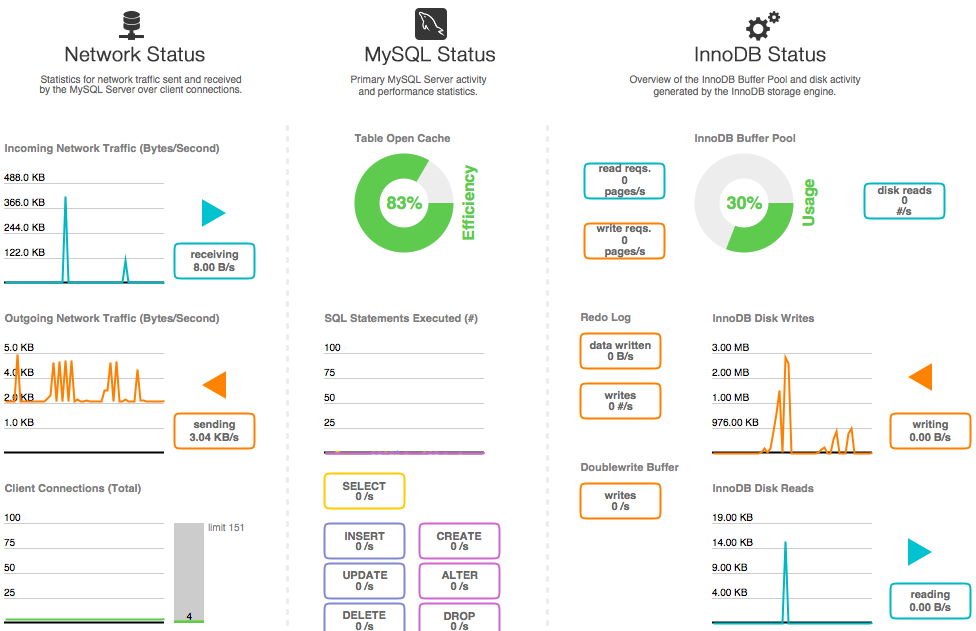 Network Status
Statistics for network traffic sent and received
by the MySQL Server over client connections.
Incoming Network Traffic (Bytes/Second)
488.0 KB
366.0 KB
244.0 KB
122.0 KB
receiving
8.00 B/s
Outgoing Network Traffic (Bytes/Second)
5.0 KB
4.0 KB
2.0 KB
1.0 KB
sending
3.04 KB/s
Client Connections (Total)
100
75
50
25
limit 151
4
MySQL Status
Primary MySQL Server activity
and performance statistics.
Table Open Cache
83%
Efficiency
SQL Statements Executed (#)
100
75
50
25
SELECT
0 /s
INSERT
0 /s
CREATE
0 /s
UPDATE
0 /s
ALTER
0 /s
DELETE
0 /s
DROP
0 /s
InnoDB Status
Overview of the InnoDB Buffer Pool and disk activity
generated by the InnoDB storage engine.
InnoDB Buffer Pool
read reqs.
0
pages/s
write reqs.
0
pages/s
30%
Usage
disk reads
0
#/s
Redo Log
data written
0 B/s
writes
0 #/s
Doublewrite Buffer
writes
0 /s
InnoDB Disk Writes
3.00 MB
2.00 MB
1.00 MB
976.00 KB
writing
0.00 B/s
InnoDB Disk Reads
19.00 KB
14.00 KB
9.00 KB
4.00 KB
reading
0.00 B/s